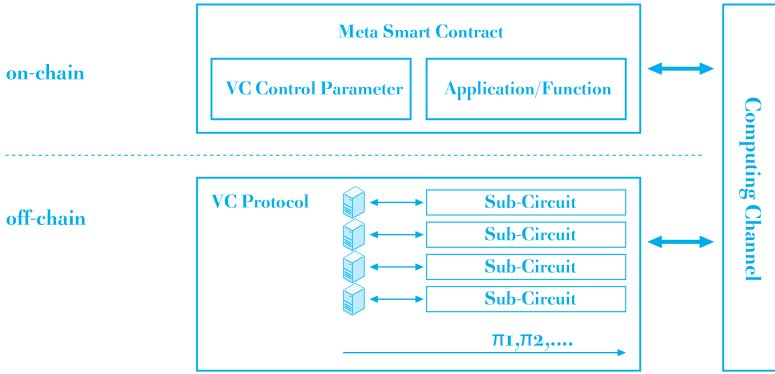 Meta Smart Contract
on-chain
VC Control Parameter
Application/Function
Computing Channel
off-chain
VC Protocol
Sub-Circuit
Sub-Circuit
Sub-Circuit
Sub-Circuit
π1,π2,....